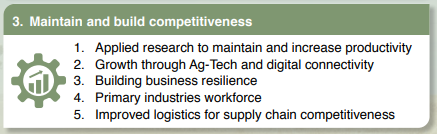 3. Maintain and build competitiveness
1. Applied research to maintain and increase productivity
2. Growth through Ag-Tech and digital connectivity
3. Building business resilience
4. Primary industries workforce
5. Improved logistics for supply chain competitiveness